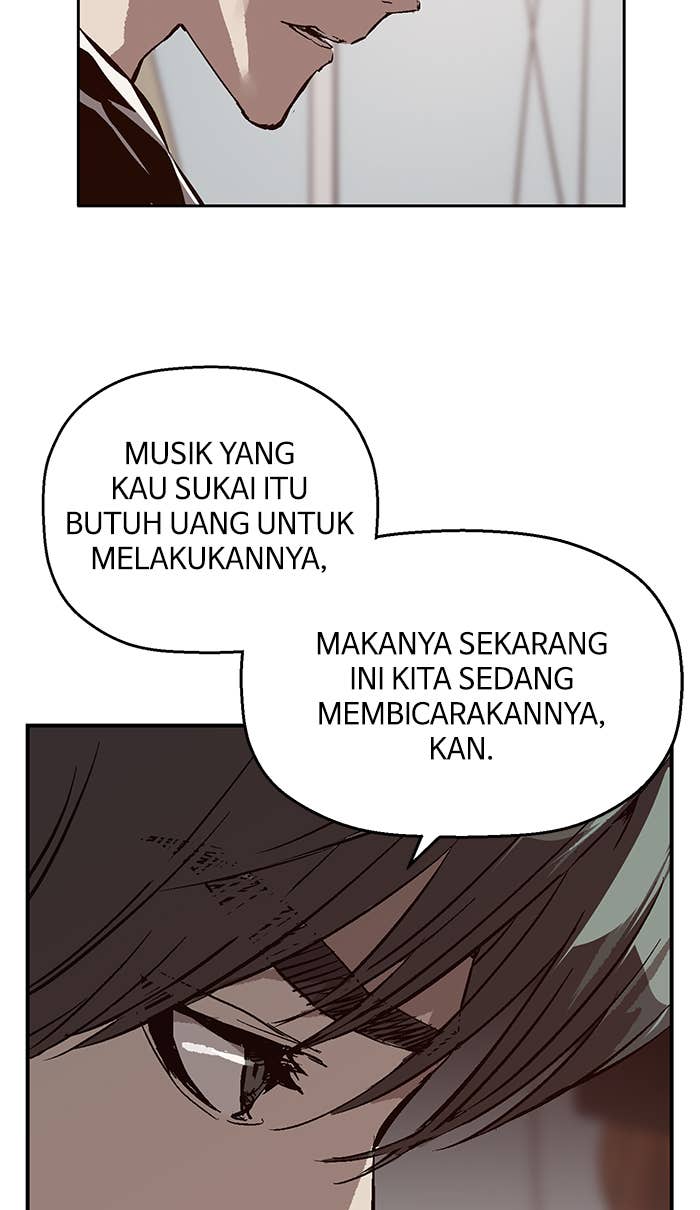 MUSIK YANG
KAU SUKAI ITU
BUTUH UANG UNTUK
MELAKUKANNYA,
MAKANYA SEKARANG
INI KITA SEDANG
MEMBICARAKANNYA,
KAN.